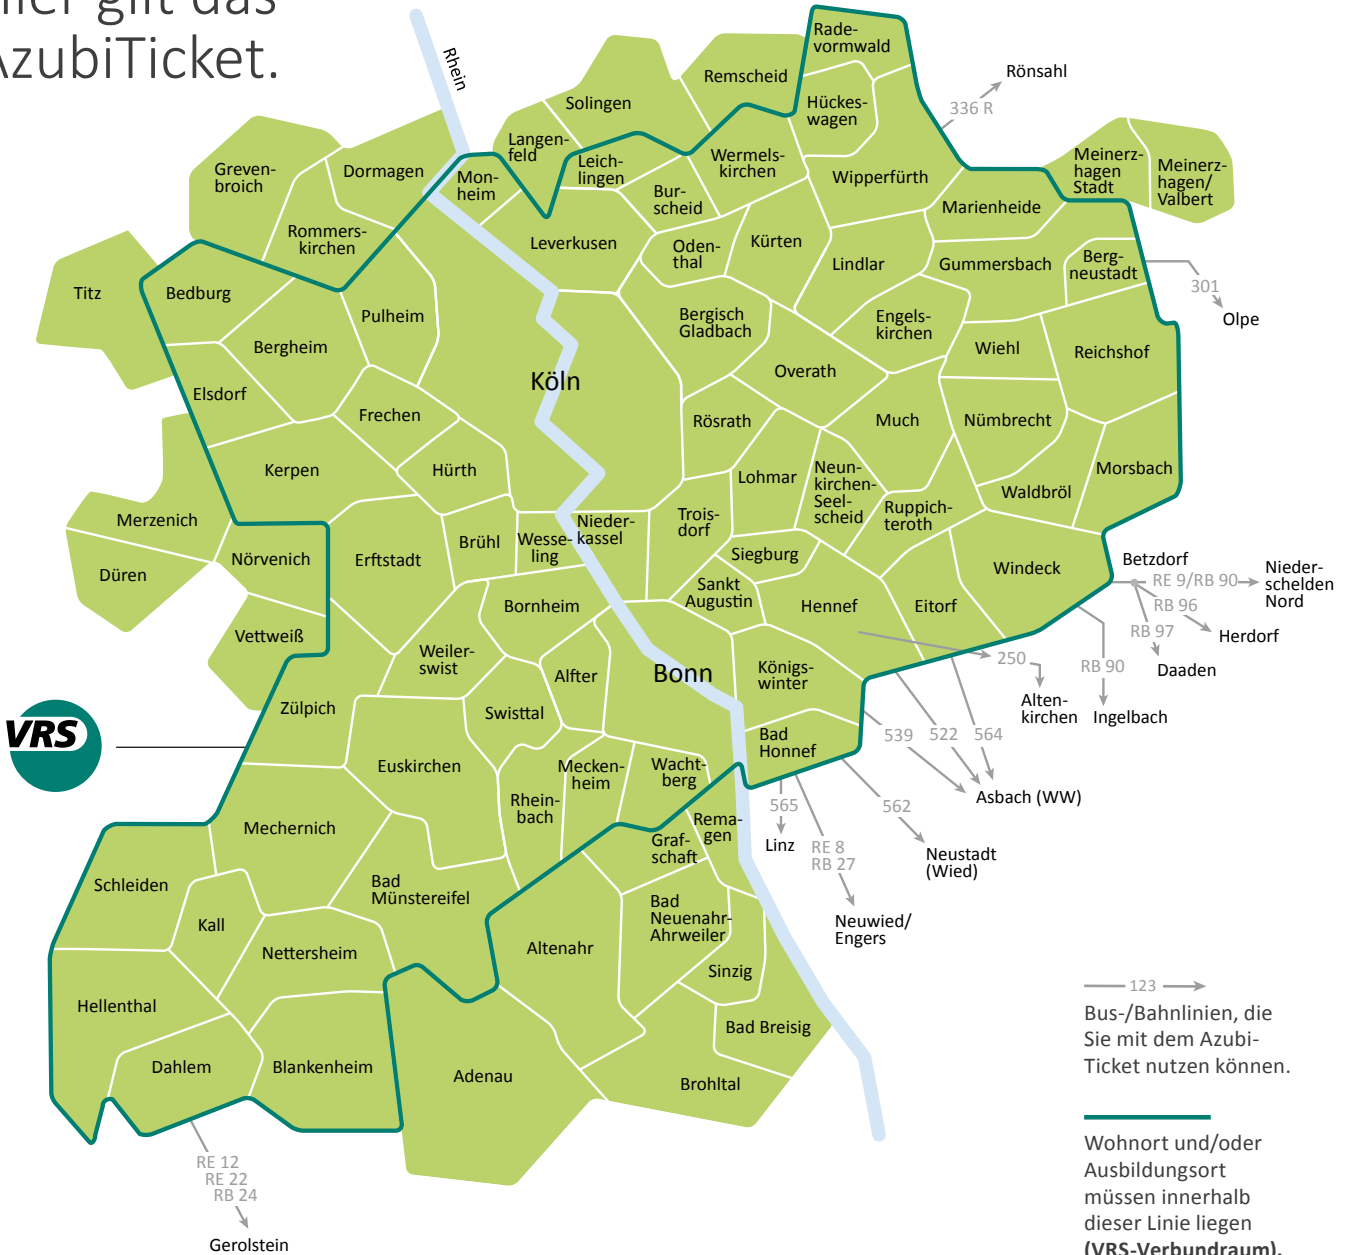 Hier gilt das
AzubiTicket.
Rhein
Rade-
vormwald
Remscheid
Solingen
Hückes-
wagen
336 R
Rönsahl
Langen-
feld
Leich-
lingen
Wermels-
kirchen
Wipperfürth
Meinerz-
hagen
Stadt
Meinerz-
hagen/
Valbert
Greven-
broich
Dormagen
Mon-
heim
Bur-
scheid
Marienheide
Rommers-
kirchen
Leverkusen
Oden-
thal
Kürten
Lindlar
Gummersbach
Berg-
neustadt
301
Olpe
Titz
Bedburg
Pulheim
Bergheim
Bergisch
Gladbach
Engels-
kirchen
Wiehl
Reichshof
Elsdorf
Köln
Overath
Frechen
Rösrath
Much
Nümbrecht
Kerpen
Hürth
Lohmar
Neun-
kirchen-
Seel-
scheid
Morsbach
Waldbröl
Ruppich-
teroth
Merzenich
Düren
Nörvenich
Erftstadt
Brühl
Wesse-
ling
Nieder-
kassel
Trois-
dorf
Siegburg
Windeck
Betzdorf
RE 9/RB 90
Nieder-
schelden
Nord
RB 96
Herdorf
RB 97
Daaden
RB 90
Ingelbach
Sankt
Augustin
Hennef
Eitorf
Bornheim
Vettweiß
Weiler-
swist
Alfter
Bonn
Königs-
winter
250
Alten-
kirchen
Zülpich
Swisttal
VRS
Bad
Honnef
539
522
564
Asbach (WW)
Euskirchen
Mecken-
heim
Wacht-
berg
Rhein-
bach
565
Linz
562
Neustadt
(Wied)
RE 8
RB 27
Neuwied/
Engers
Mechernich
Rema-
gen
Graf-
schaft
Schleiden
Bad
Münstereifel
Kall
Bad
Neuenahr-
Ahrweiler
Nettersheim
Altenahr
Sinzig
Hellenthal
Bad Breisig
Dahlem
Blankenheim
Adenau
Brohltal
RE 12
RE 22
RB 24
Gerolstein
123
Bus-/Bahnlinien, die
Sie mit dem Azubi-
Ticket nutzen können.
Wohnort und/oder
Ausbildungsort
müssen innerhalb
dieser Linie liegen
(VRS-Verbundraum).